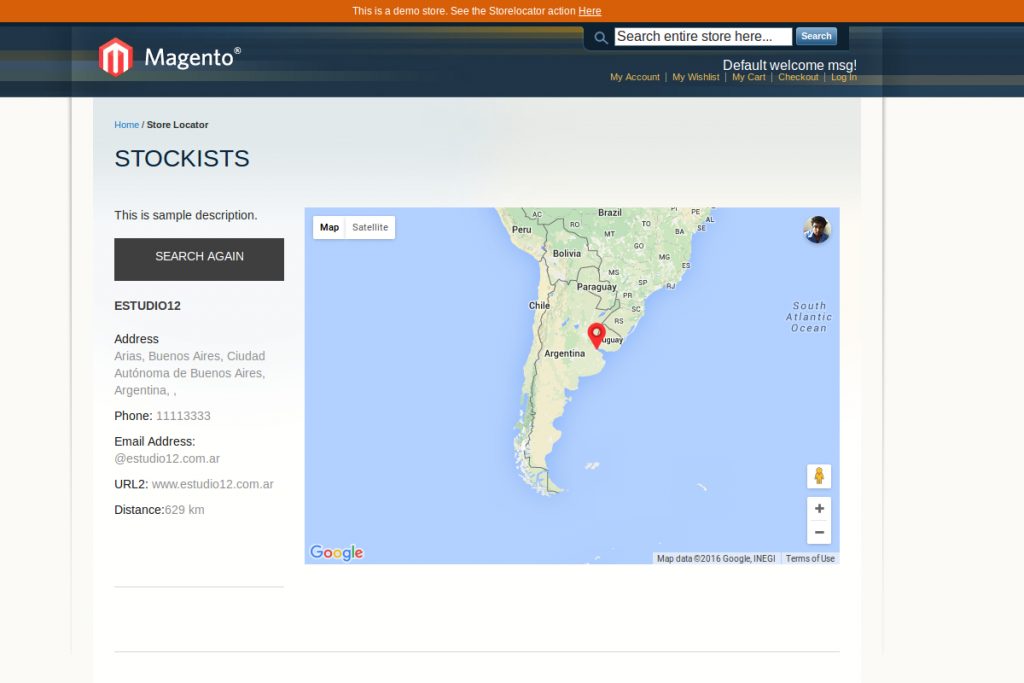 This is a demo store. See the Storelocator action Here
Search entire store here...
Search
Magento®
Default welcome msg!
My Account | My Wishlist | My Cart | Checkout | Log In
Home / Store Locator
STOCKISTS
This is sample description.
SEARCH AGAIN
ESTUDIO12
Address
Arias, Buenos Aires, Ciudad
Autónoma de Buenos Aires,
Argentina, ,
Phone: 11113333
Email Address:
@estudio12.com.ar
URL2: www.estudio12.com.ar
Distance:629 km
Map
Satellite
Brazil
PE
AC
AL
RO
TO
SE
Peru
BA
MT
GO
Bolivia
MG
ES
MS
SP
Paraguay
RJ
PR
Chile
SC
South
Atlantic
Ocean
RS
uguay
Argentina
+
−
Google
Map data ©2016 Google, INEGI
Terms of Use